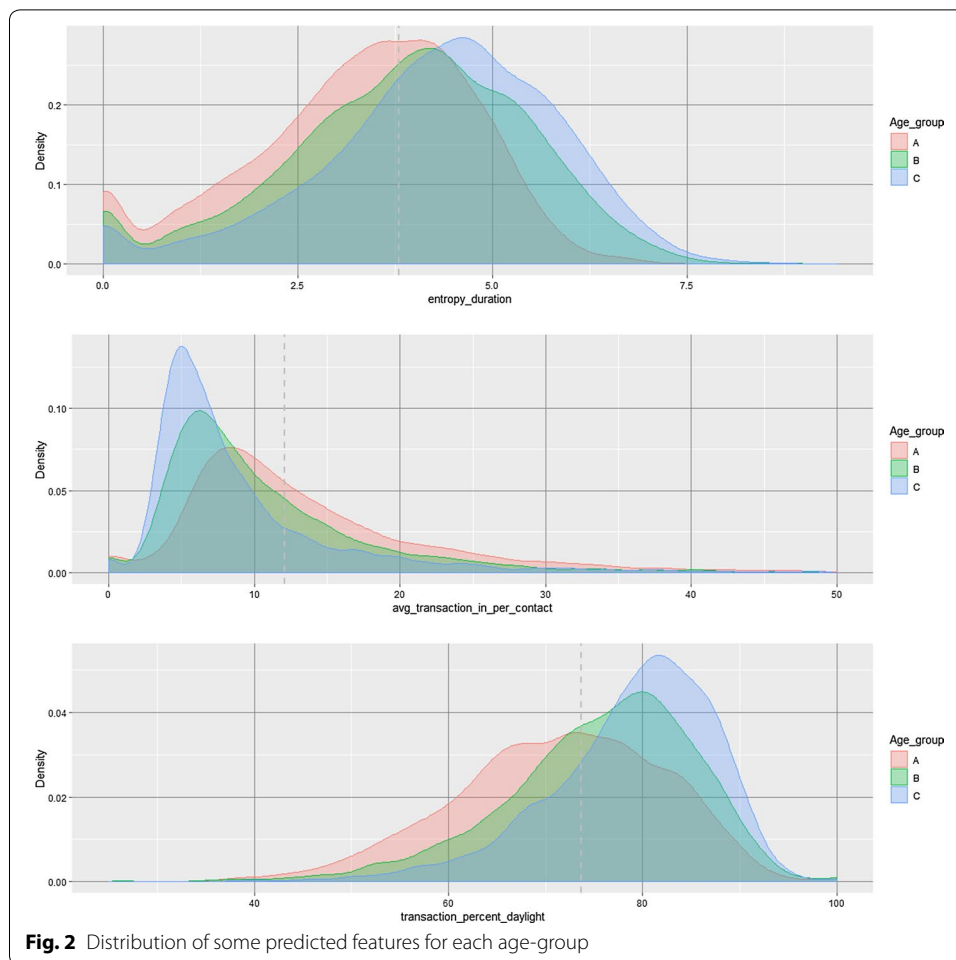 Density
0.2
0.1
0.0
0.0 2.5 5.0 7.5
entropy_duration
Age_group
A
B
C
Density
0.10
0.05
0.00
0 10 20 30 40 50
avg_transaction_in_per_contact
Age_group
A
B
C
Density
0.04
0.02
0.00
40 60 80 100
transaction_percent_daylight
Age_group
A
B
C
Fig. 2 Distribution of some predicted features for each age-group